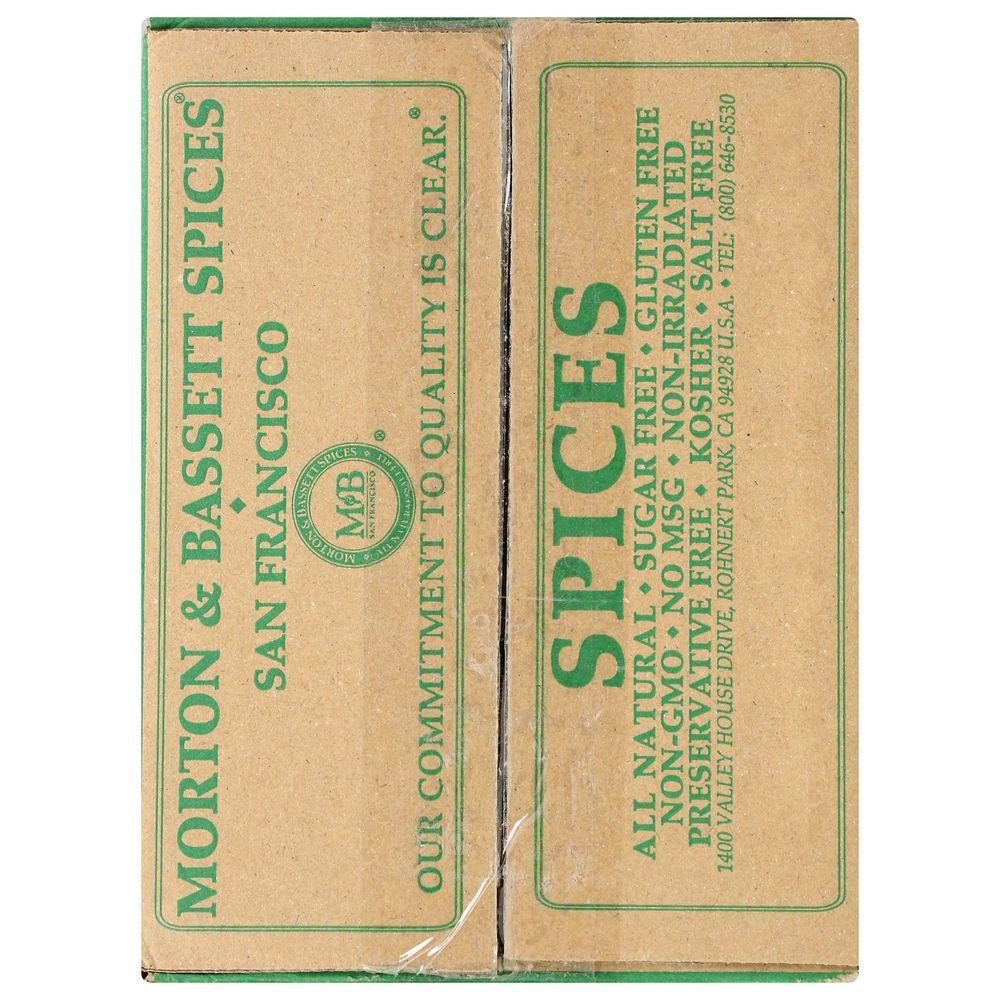 MORTON & BASSETT SPICES®
SAN FRANCISCO
MORTON & BASSETT SPICES
M&B
SAN FRANCISCO
®
OUR COMMITMENT TO QUALITY IS CLEAR.®
SPICES
ALL NATURAL • SUGAR FREE • GLUTEN FREE
NON-GMO • NO MSG • NON-IRRADIATED
PRESERVATIVE FREE • KOSHER • SALT FREE
1400 VALLEY HOUSE DRIVE, ROHNERT PARK, CA 94928 U.S.A. • TEL: (800) 646-8530